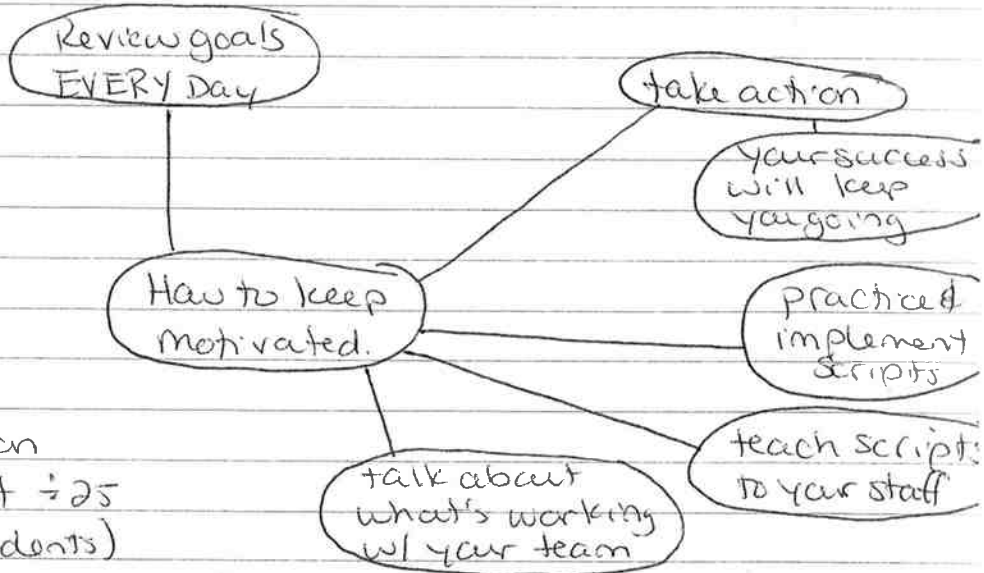 Review goals
EVERY Day
take action
your success
will keep
you going
How to keep
motivated.
practice &
implement
scripts
teach scripts
to your staff
talk about
what's working
w/ your team
÷25